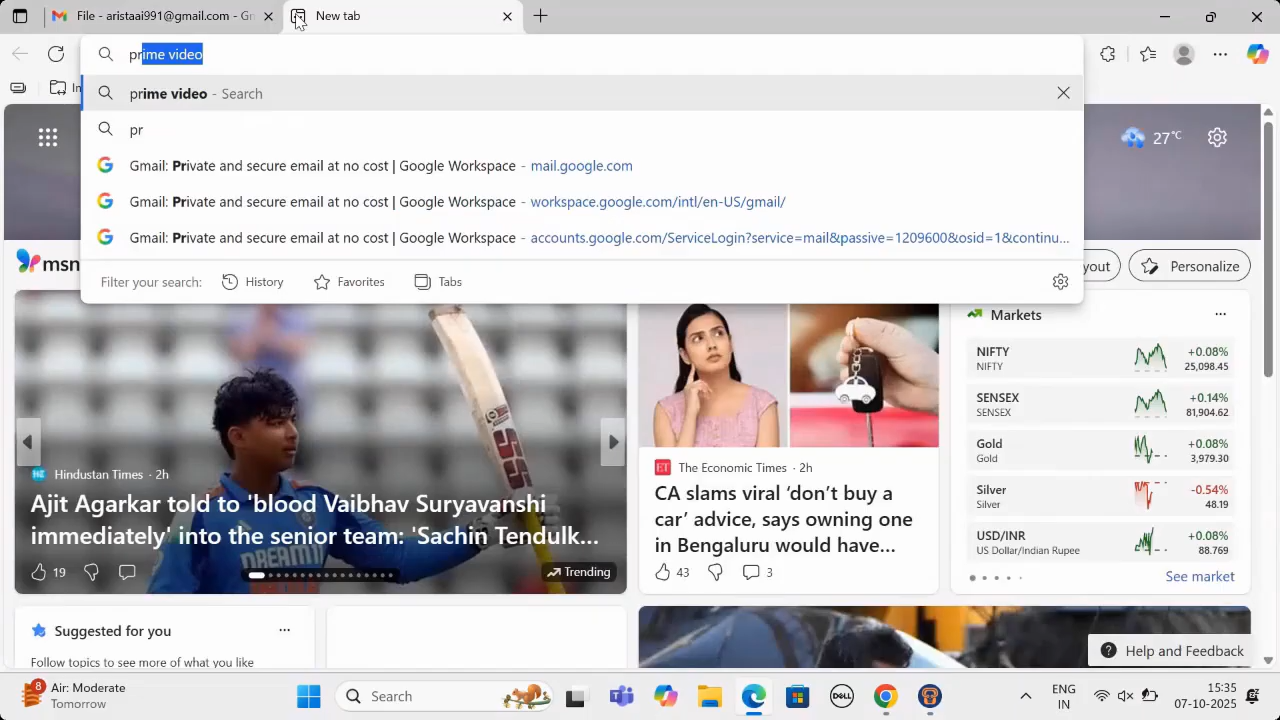 File - aristaai991@gmail.com - Gm
New tab
prime video
In
prime video - Search
pr
Gmail: Private and secure email at no cost | Google Workspace - mail.google.com
Gmail: Private and secure email at no cost | Google Workspace - workspace.google.com/intl/en-US/gmail/
Gmail: Private and secure email at no cost | Google Workspace - accounts.google.com/ServiceLogin?service=mail&passive=1209600&osid=1&continu...
Filter your search: History Favorites Tabs
27°C
msn
yout
Personalize
Hindustan Times · 2h
Ajit Agarkar told to 'blood Vaibhav Suryavanshi
immediately' into the senior team: 'Sachin Tendulk...
19
Trending
The Economic Times · 2h
CA slams viral ‘don’t buy a
car’ advice, says owning one
in Bengaluru would have...
43 3
Markets
NIFTY +0.08%
NIFTY 25,098.45
SENSEX +0.14%
SENSEX 81,904.62
Gold +0.08%
Gold 3,979.30
Silver -0.54%
Silver 48.19
USD/INR +0.05%
US Dollar/Indian Rupee 88.769
See market
Suggested for you
Follow topics to see more of what you like
Help and Feedback
8
Air: Moderate
Tomorrow
Search
DELL
ENG
IN
15:35
07-10-2025